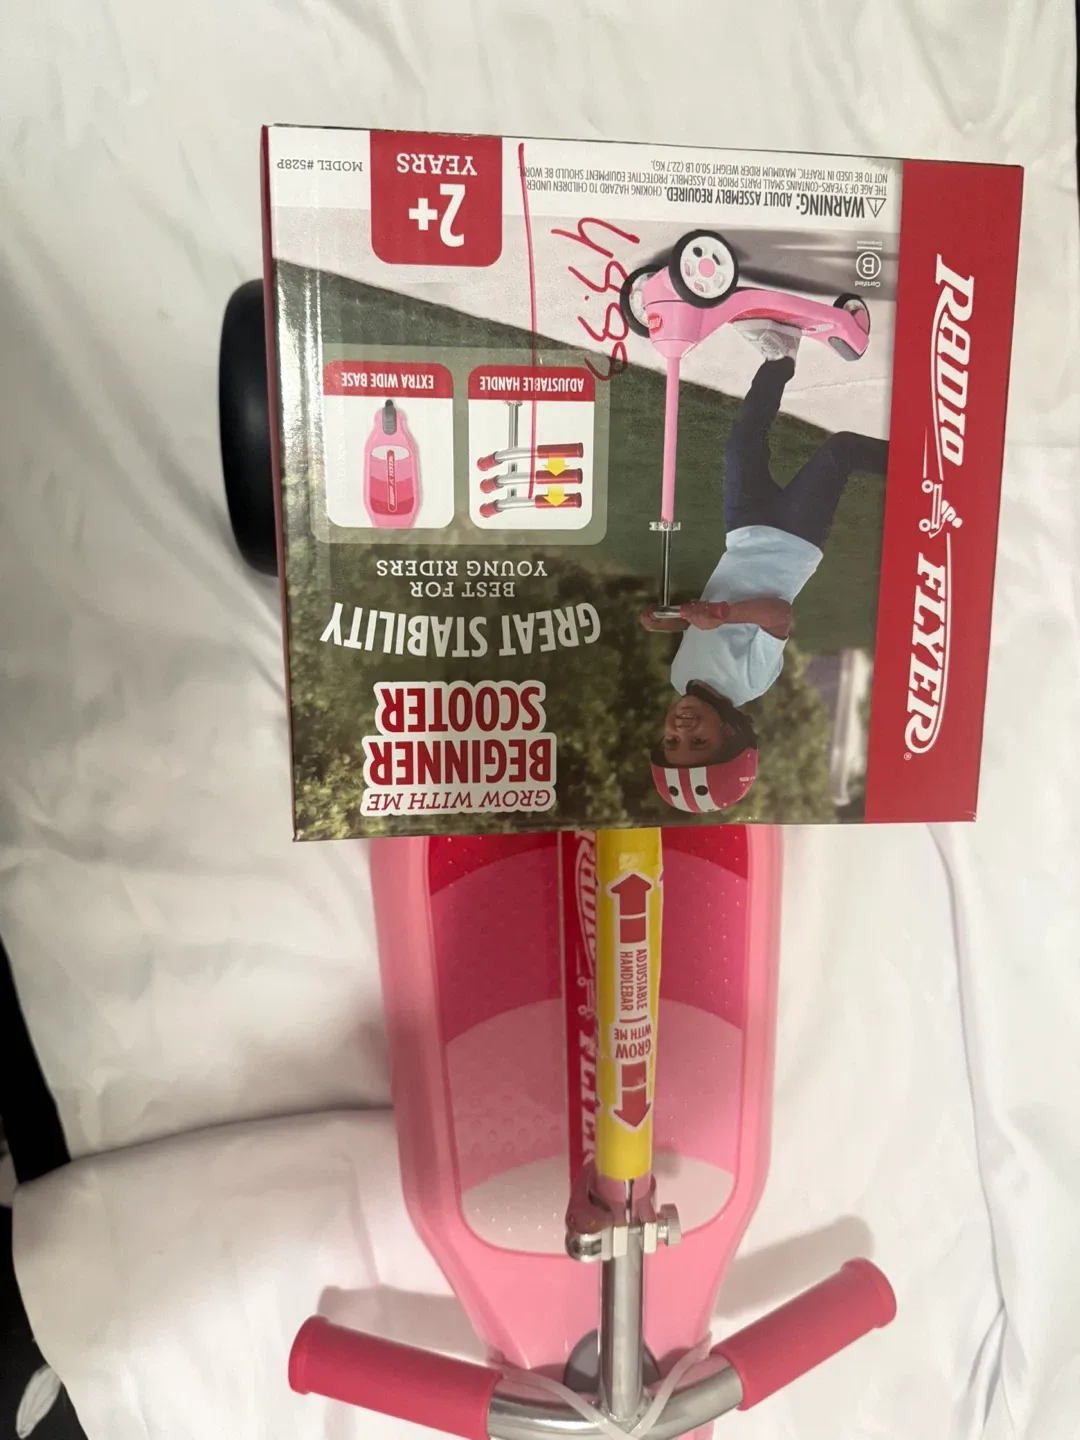 RADIO FLYER®
GROW WITH ME
BEGINNER
SCOOTER
GREAT STABILITY
BEST FOR
YOUNG RIDERS
ADJUSTABLE HANDLE
EXTRA WIDE BASE
49.99
Certified
B
Corporation
2+
YEARS
WARNING: ADULT ASSEMBLY REQUIRED. CHOKING HAZARD TO CHILDREN UNDER
THE AGE OF 3 YEARS-CONTAINS SMALL PARTS PRIOR TO ASSEMBLY. PROTECTIVE EQUIPMENT SHOULD BE WORN.
NOT TO BE USED IN TRAFFIC. MAXIMUM RIDER WEIGHT 50.0 LB (22.7 KG).
MODEL #528P
RADIO FLYER
GROW
WITH ME
ADJUSTABLE
HANDLEBAR